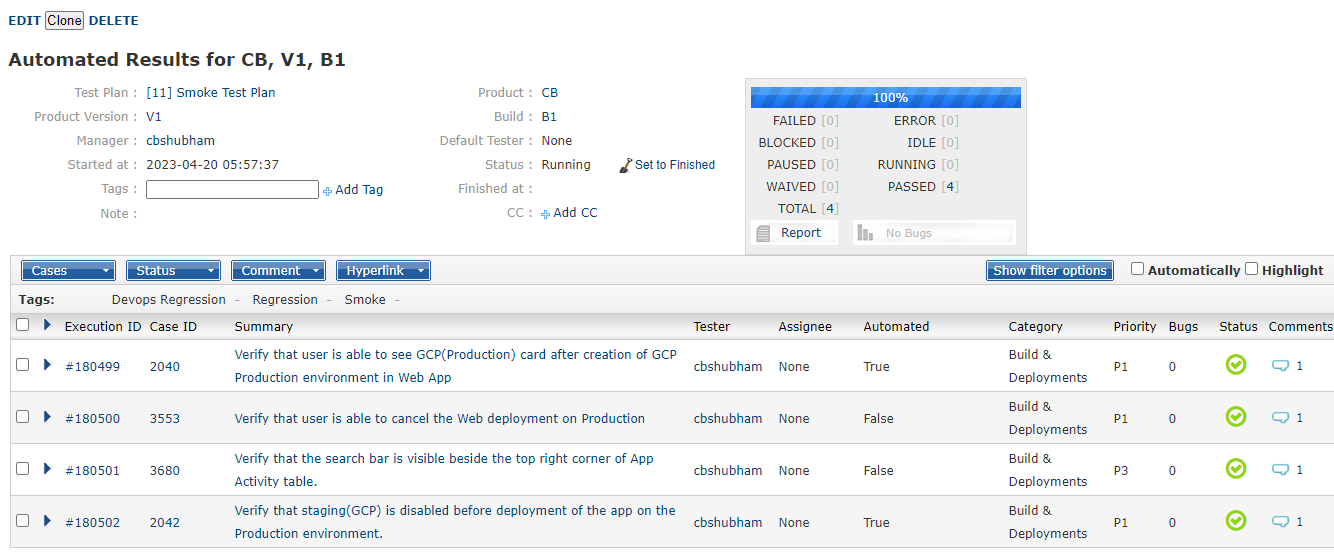 EDIT Clone DELETE
Automated Results for CB, V1, B1
Test Plan : [11] Smoke Test Plan
Product : CB
Product Version : V1
Build : B1
Manager : cbshubham
Default Tester : None
Started at : 2023-04-20 05:57:37
Status : Running Set to Finished
Tags : Add Tag
Finished at :
Note :
CC : Add CC
100%
FAILED [0] ERROR [0]
BLOCKED [0] IDLE [0]
PAUSED [0] RUNNING [0]
WAIVED [0] PASSED [4]
TOTAL [4]
Report No Bugs
Cases Status Comment Hyperlink Show filter options Automatically Highlight
Tags: Devops Regression - Regression - Smoke -
Execution ID Case ID Summary Tester Assignee Automated Category Priority Bugs Status Comments
#180499 2040 Verify that user is able to see GCP(Production) card after creation of GCP
Production environment in Web App cbshubham None True Build &
Deployments P1 0 1
#180500 3553 Verify that user is able to cancel the Web deployment on Production cbshubham None False Build &
Deployments P1 0 1
#180501 3680 Verify that the search bar is visible beside the top right corner of App
Activity table. cbshubham None False Build &
Deployments P3 0 1
#180502 2042 Verify that staging(GCP) is disabled before deployment of the app on the
Production environment. cbshubham None True Build &
Deployments P1 0 1